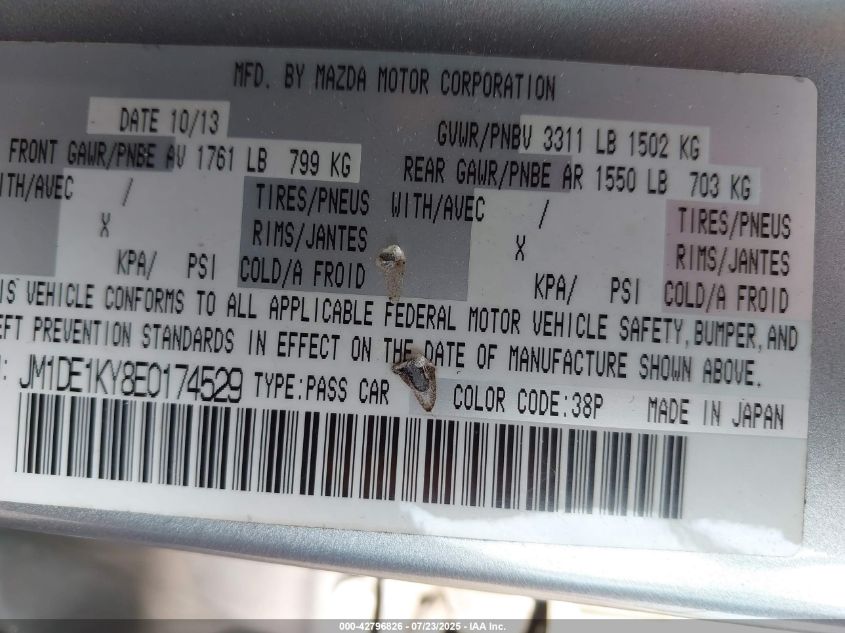 MFD. BY MAZDA MOTOR CORPORATION
DATE 10/13 GVWR/PNBV 3311 LB 1502 KG
FRONT GAWR/PNBE AV 1761 LB 799 KG REAR GAWR/PNBE AR 1550 LB 703 KG
ITH/AVEC / TIRES/PNEUS WITH/AVEC / TIRES/PNEUS
X RIMS/JANTES X RIMS/JANTES
KPA/ PSI COLD/A FROID KPA/ PSI COLD/A FROID
IS VEHICLE CONFORMS TO ALL APPLICABLE FEDERAL MOTOR VEHICLE SAFETY, BUMPER, AND
EFT PREVENTION STANDARDS IN EFFECT ON THE DATE OF MANUFACTURE SHOWN ABOVE.
: JM1DE1KY8E0174529 TYPE:PASS CAR COLOR CODE:38P MADE IN JAPAN
000-42796826 - 07/23/2025 - IAA Inc.